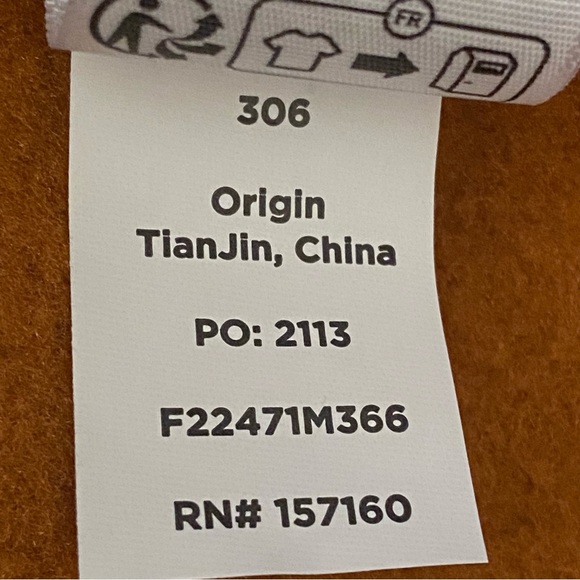 FR
306
Origin
TianJin, China
PO: 2113
F22471M366
RN# 157160